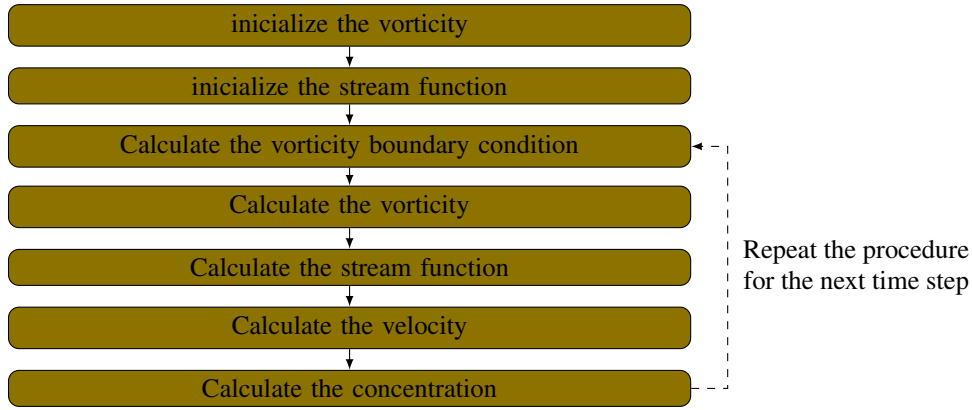 inicialize the vorticity
inicialize the stream function
Calculate the vorticity boundary condition
Calculate the vorticity
Calculate the stream function
Calculate the velocity
Calculate the concentration
Repeat the procedure
for the next time step